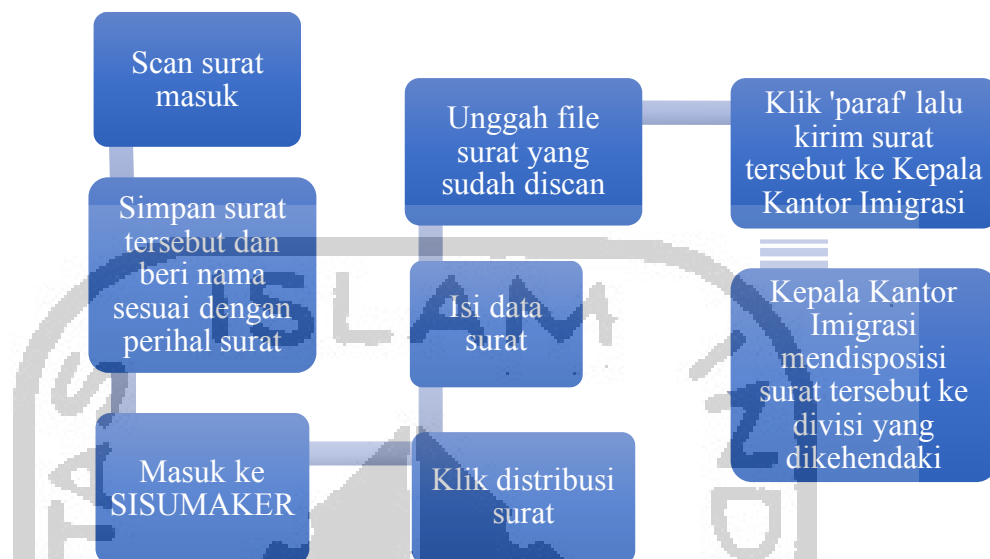 Scan surat
masuk
Simpan surat
tersebut dan
beri nama
sesuai dengan
perihal surat
Masuk ke
SISUMAKER
Klik distribusi
surat
Isi data
surat
Unggah file
surat yang
sudah discan
Klik 'paraf' lalu
kirim surat
tersebut ke Kepala
Kantor Imigrasi
Kepala Kantor
Imigrasi
mendisposisi
surat tersebut ke
divisi yang
dikehendaki
ISLAM